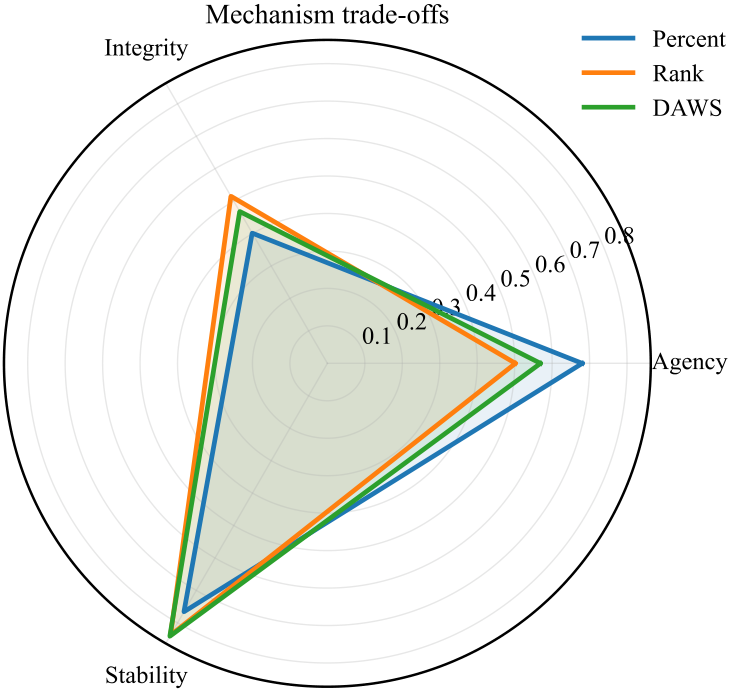 Mechanism trade-offs
Percent
Rank
DAWS
Integrity
0.8
0.7
0.6
0.5
0.4
0.3
0.2
0.1
Agency
Stability